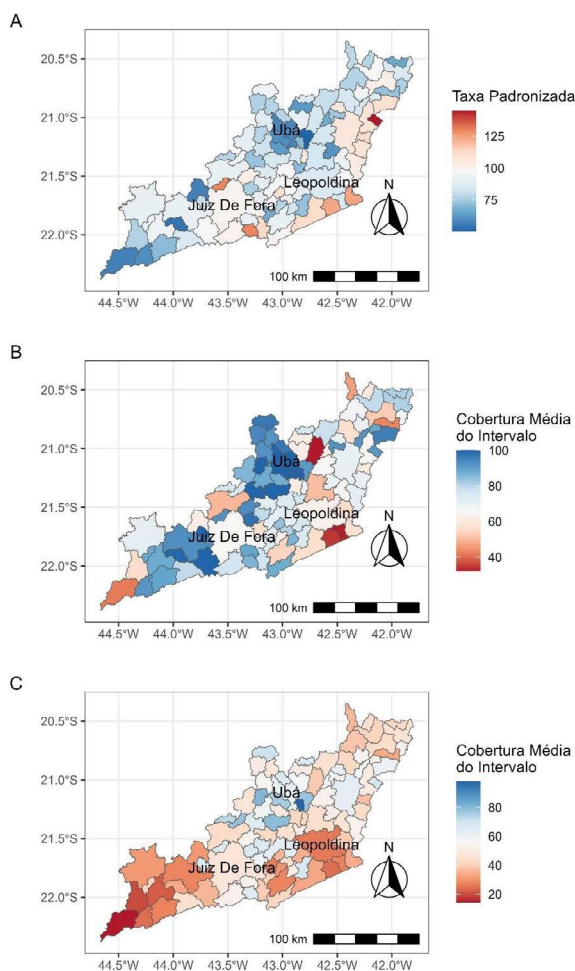 A
20.5°S
21.0°S
21.5°S
22.0°S
Ubá
Leopoldina
Juiz De Fora
N
100 km
44.5°W 44.0°W 43.5°W 43.0°W 42.5°W 42.0°W
Taxa Padronizada
125
100
75
B
20.5°S
21.0°S
21.5°S
22.0°S
Ubá
Leopoldina
Juiz De Fora
N
100 km
44.5°W 44.0°W 43.5°W 43.0°W 42.5°W 42.0°W
Cobertura Média
do Intervalo
100
80
60
40
C
20.5°S
21.0°S
21.5°S
22.0°S
Ubá
Leopoldina
Juiz De Fora
N
100 km
44.5°W 44.0°W 43.5°W 43.0°W 42.5°W 42.0°W
Cobertura Média
do Intervalo
80
60
40
20